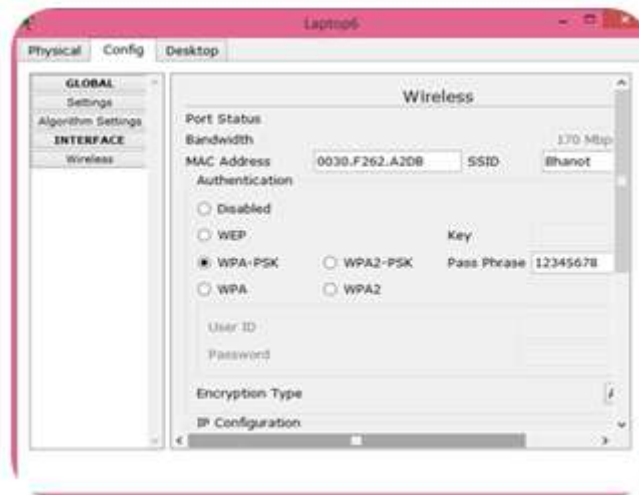 Laptop6
Physical Config Desktop
GLOBAL
Settings
Algorithm Settings
INTERFACE
Wireless
Wireless
Port Status
Bandwidth 170 Mbp
MAC Address 0030.F262.A2DB SSID Bhanot
Authentication
Disabled
WEP Key
WPA-PSK WPA2-PSK Pass Phrase 12345678
WPA WPA2
User ID
Password
Encryption Type
IP Configuration